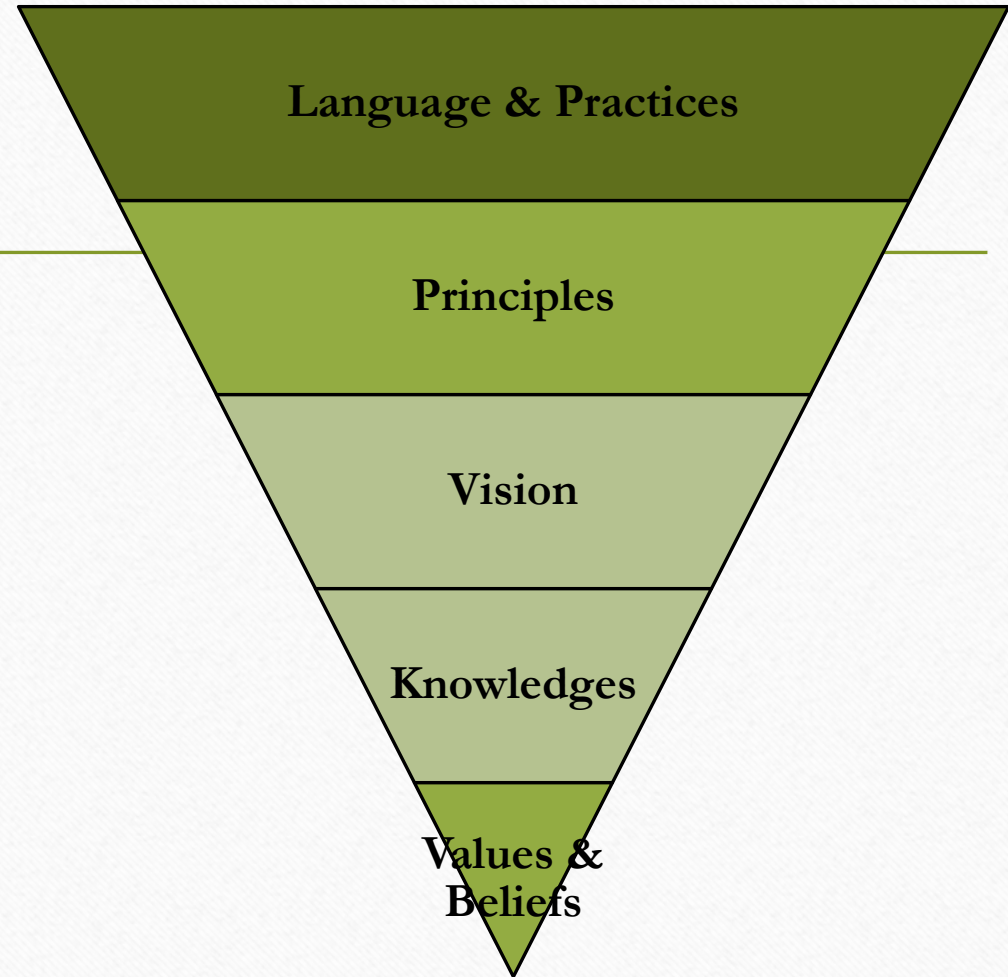 Language & Practices
Principles
Vision
Knowledges
Values &
Beliefs